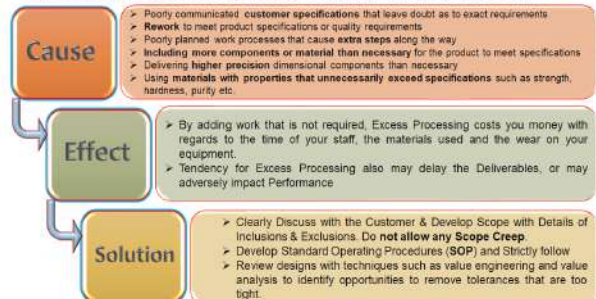 Cause
➢ Poorly communicated customer specifications that leave doubt as to exact requirements
➢ Rework to meet product specifications or quality requirements
➢ Poorly planned work processes that cause extra steps along the way
➢ Including more components or material than necessary for the product to meet specifications
➢ Delivering higher precision dimensional components than necessary
➢ Using materials with properties that unnecessarily exceed specifications such as strength,
hardness, purity etc.
Effect
➢ By adding work that is not required, Excess Processing costs you money with
regards to the time of your staff, the materials used and the wear on your
equipment.
➢ Tendency for Excess Processing also may delay the Deliverables, or may
adversely impact Performance
Solution
➢ Clearly Discuss with the Customer & Develop Scope with Details of
Inclusions & Exclusions. Do not allow any Scope Creep.
➢ Develop Standard Operating Procedures (SOP) and Strictly follow
➢ Review designs with techniques such as value engineering and value
analysis to identify opportunities to remove tolerances that are too
tight.